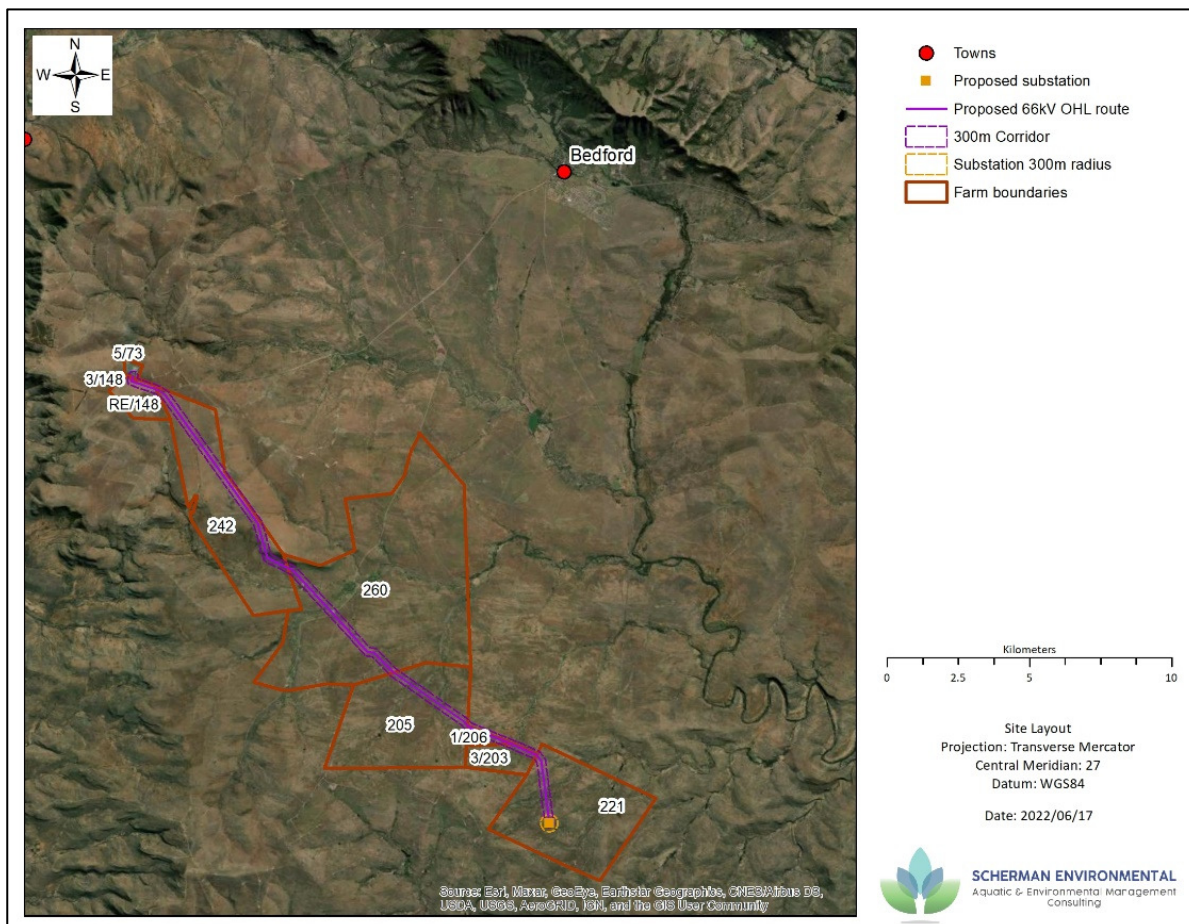 N
W E
S
Bedford
5/73
3/148
RE/148
242
260
205
1/206
3/203
221
Source: Esri, Maxar, GeoEye, Earthstar Geographics, CNES/Airbus DS,
USDA, USGS, AeroGRID, IGN, and the GIS User Community
Towns
Proposed substation
Proposed 66kV OHL route
300m Corridor
Substation 300m radius
Farm boundaries
Kilometers
0 2.5 5 10
Site Layout
Projection: Transverse Mercator
Central Meridian: 27
Datum: WGS84
Date: 2022/06/17
SCHERMAN ENVIRONMENTAL
Aquatic & Environmental Management
Consulting